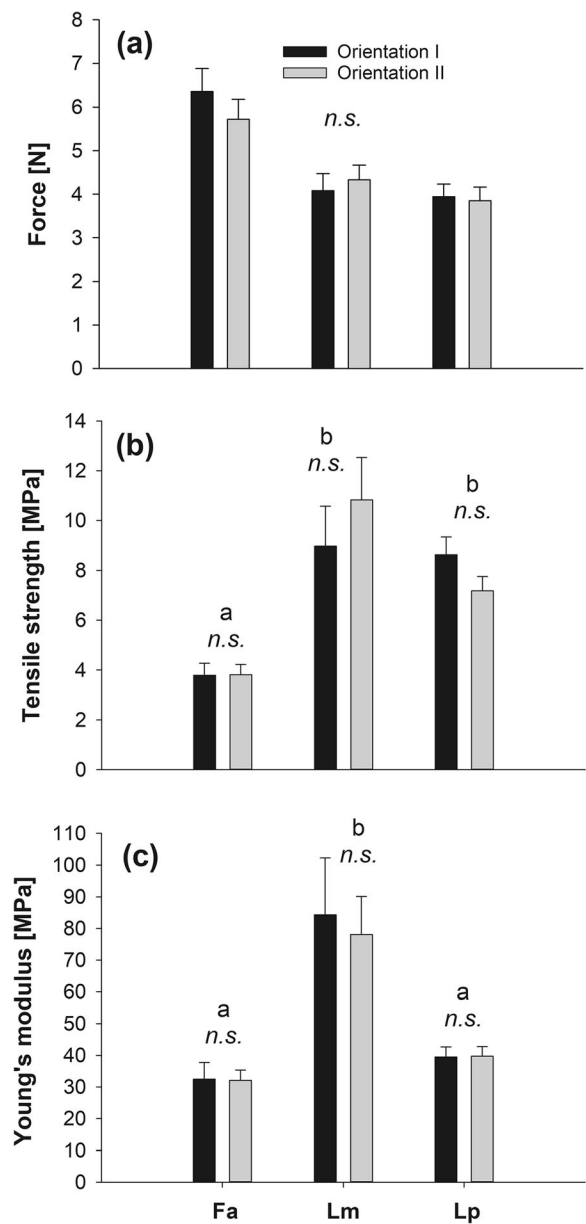 (a)
Orientation I
Orientation II
n.s.
Force [N]
8
7
6
5
4
3
2
1
0
(b)
b
n.s.
b
n.s.
a
n.s.
Tensile strength [MPa]
14
12
10
8
6
4
2
0
(c)
b
n.s.
a
n.s.
a
n.s.
Young's modulus [MPa]
110
100
90
80
70
60
50
40
30
20
10
0
Fa Lm Lp